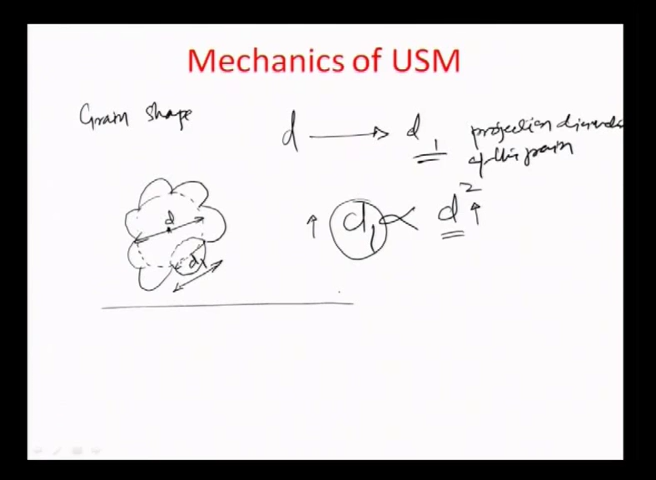 Mechanics of USM
Grain shape
d → d₁
projection diameter
of the grain
↑ d₁ ∝ d² ↑
d
d₁